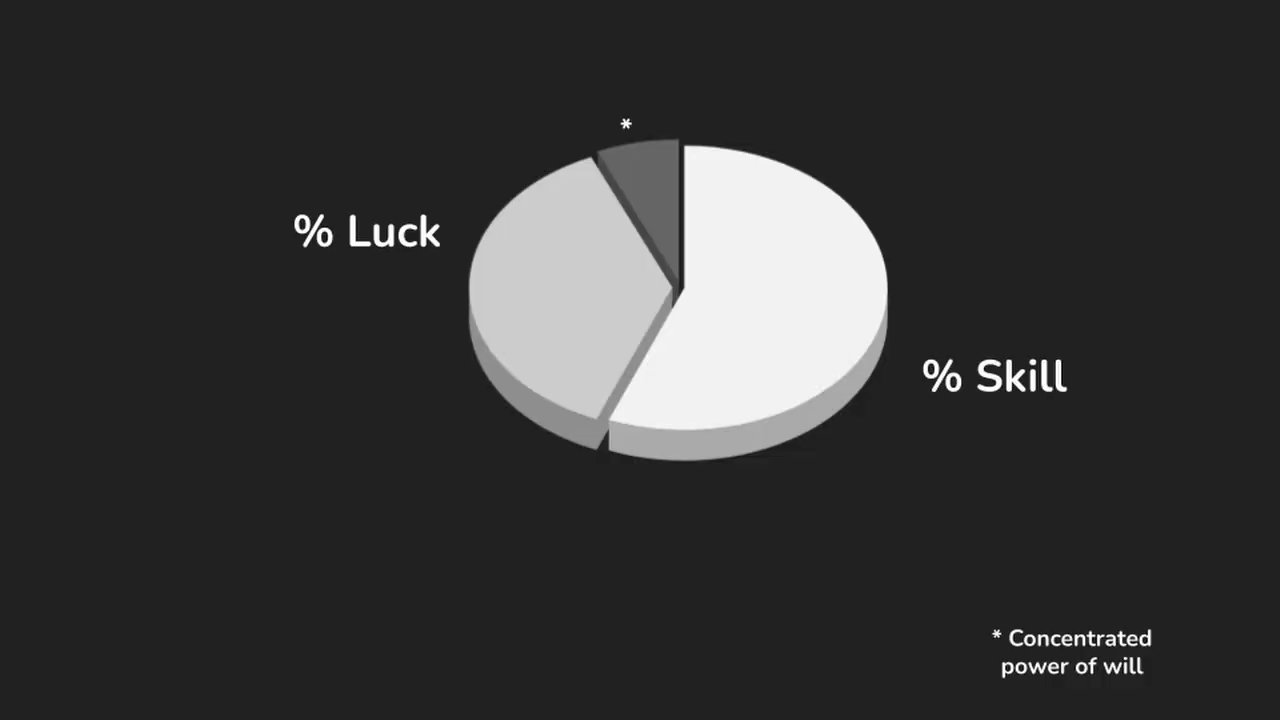 *
% Luck
% Skill
* Concentrated
power of will